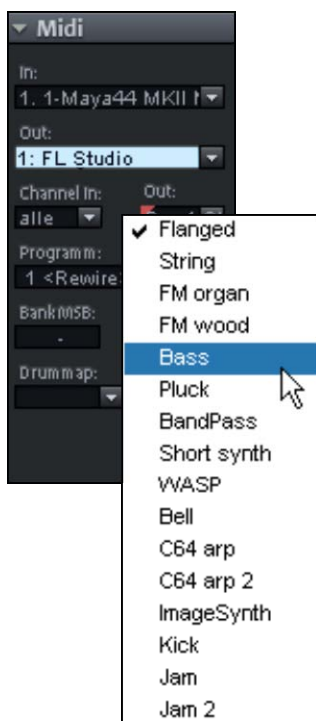 Midi
In:
1. 1-Maya44 MKII
Out:
1: FL Studio
Channel In: Out:
alle
Programm:
1 <Rewire
Bank MSB:
-
Drummap:
✓ Flanged
String
FM organ
FM wood
Bass
Pluck
BandPass
Short synth
WASP
Bell
C64 arp
C64 arp 2
ImageSynth
Kick
Jam
Jam 2